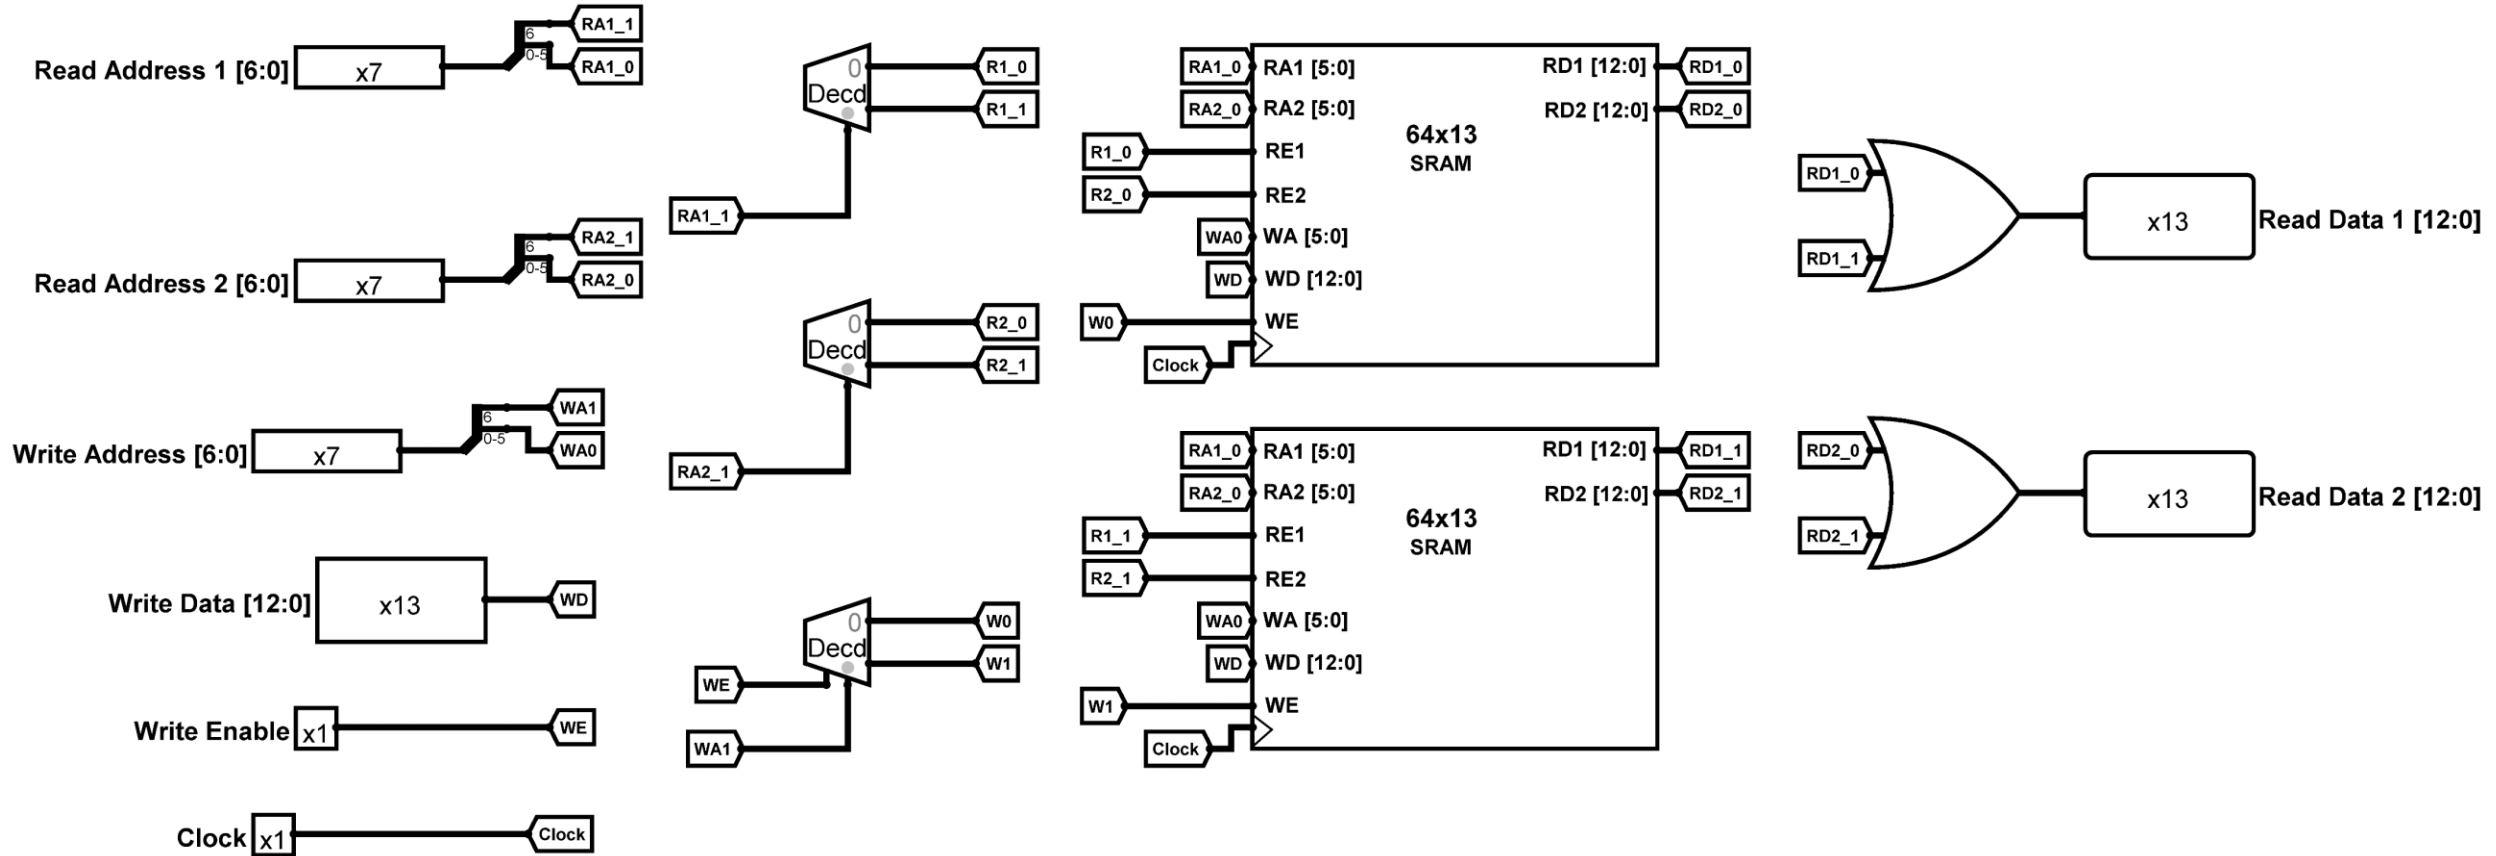 Read Address 1 [6:0] x7
6 RA1_1
0-5 RA1_0
Read Address 2 [6:0] x7
6 RA2_1
0-5 RA2_0
Write Address [6:0] x7
6 WA1
0-5 WA0
Write Data [12:0] x13 WD
Write Enable x1 WE
Clock x1 Clock
0 R1_0
Decd R1_1
RA1_1
0 R2_0
Decd R2_1
RA2_1
0 W0
Decd W1
WE
WA1
RA1_0 RA1 [5:0] RD1 [12:0] RD1_0
RA2_0 RA2 [5:0] RD2 [12:0] RD2_0
64x13
SRAM
R1_0 RE1
R2_0 RE2
WA0 WA [5:0]
WD WD [12:0]
W0 WE
Clock
RA1_0 RA1 [5:0] RD1 [12:0] RD1_1
RA2_0 RA2 [5:0] RD2 [12:0] RD2_1
64x13
SRAM
R1_1 RE1
R2_1 RE2
WA0 WA [5:0]
WD WD [12:0]
W1 WE
Clock
RD1_0
RD1_1
x13 Read Data 1 [12:0]
RD2_0
RD2_1
x13 Read Data 2 [12:0]